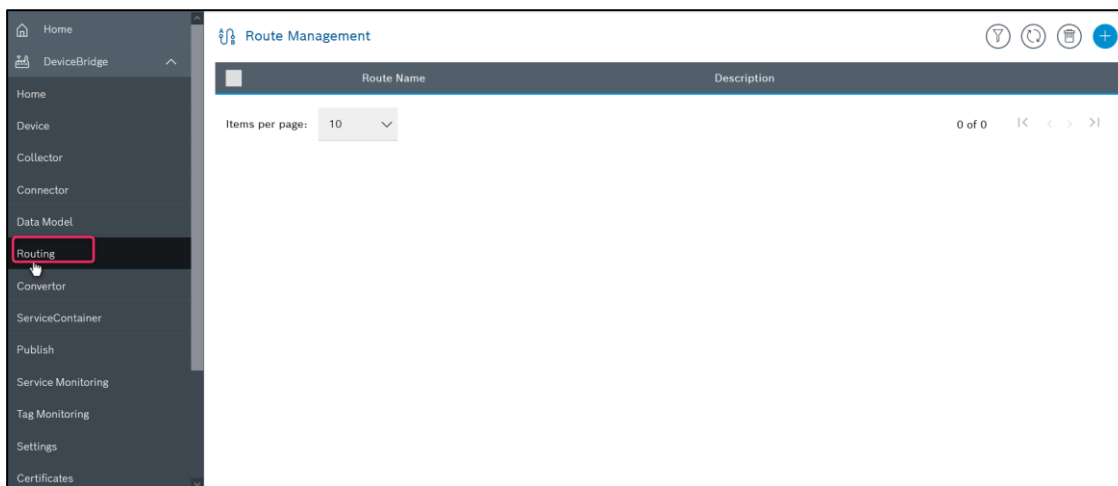 Home
DeviceBridge
Home
Device
Collector
Connector
Data Model
Routing
Convertor
ServiceContainer
Publish
Service Monitoring
Tag Monitoring
Settings
Certificates
Route Management
Route Name Description
Items per page: 10 0 of 0